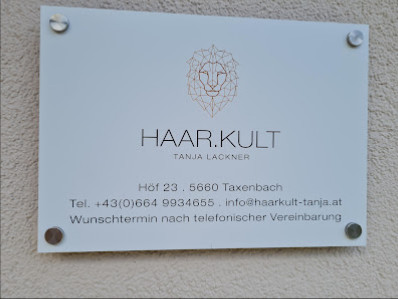 HAAR.KULT
TANJA LACKNER
Höf 23 . 5660 Taxenbach
Tel. +43(0)664 9934655 . info@haarkult-tanja.at
Wunschtermin nach telefonischer Vereinbarung